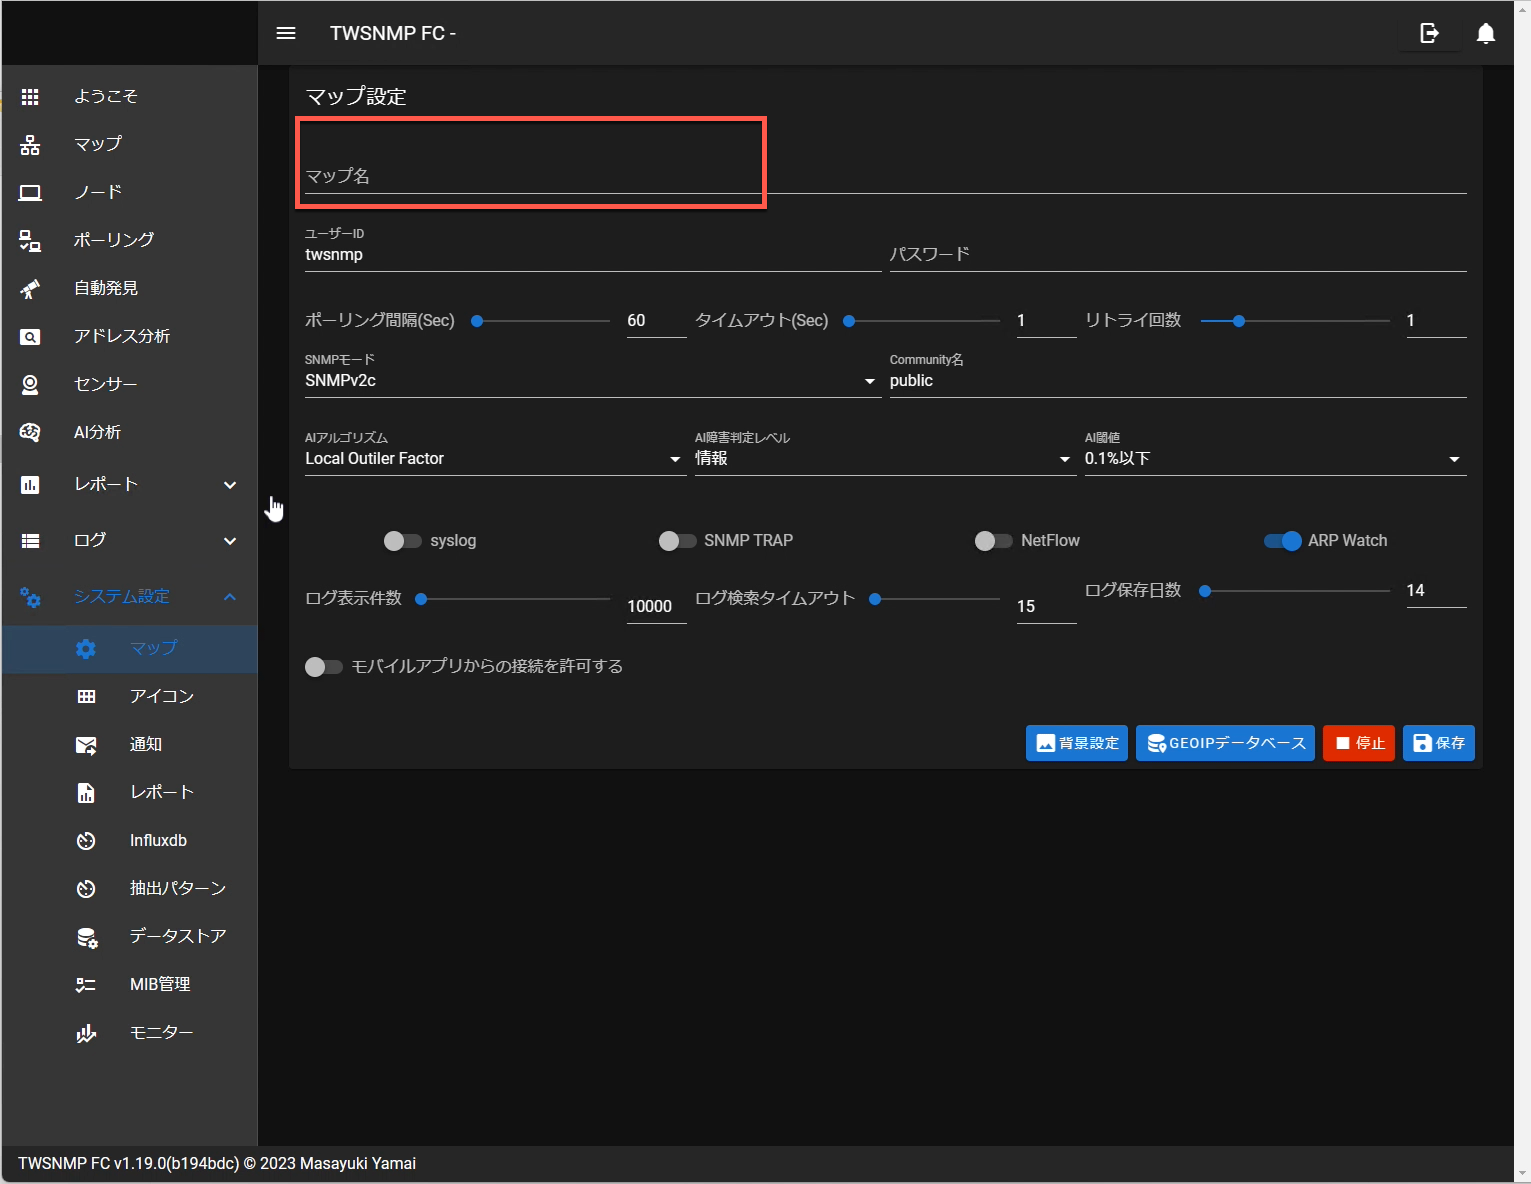 TWSNMP FC -
ようこそ
マップ
ノード
ポーリング
自動発見
アドレス分析
センサー
AI分析
レポート
ログ
システム設定
マップ
アイコン
通知
レポート
Influxdb
抽出パターン
データストア
MIB管理
モニター
マップ設定
マップ名
ユーザーID
twsnmp
パスワード
ポーリング間隔(Sec) 60 タイムアウト(Sec) 1 リトライ回数 1
SNMPモード Community名
SNMPv2c public
AIアルゴリズム AI障害判定レベル AI閾値
Local Outiler Factor 情報 0.1%以下
syslog SNMP TRAP NetFlow ARP Watch
ログ表示件数 10000 ログ検索タイムアウト 15 ログ保存日数 14
モバイルアプリからの接続を許可する
背景設定 GEOIPデータベース 停止 保存
TWSNMP FC v1.19.0(b194bdc) © 2023 Masayuki Yamai